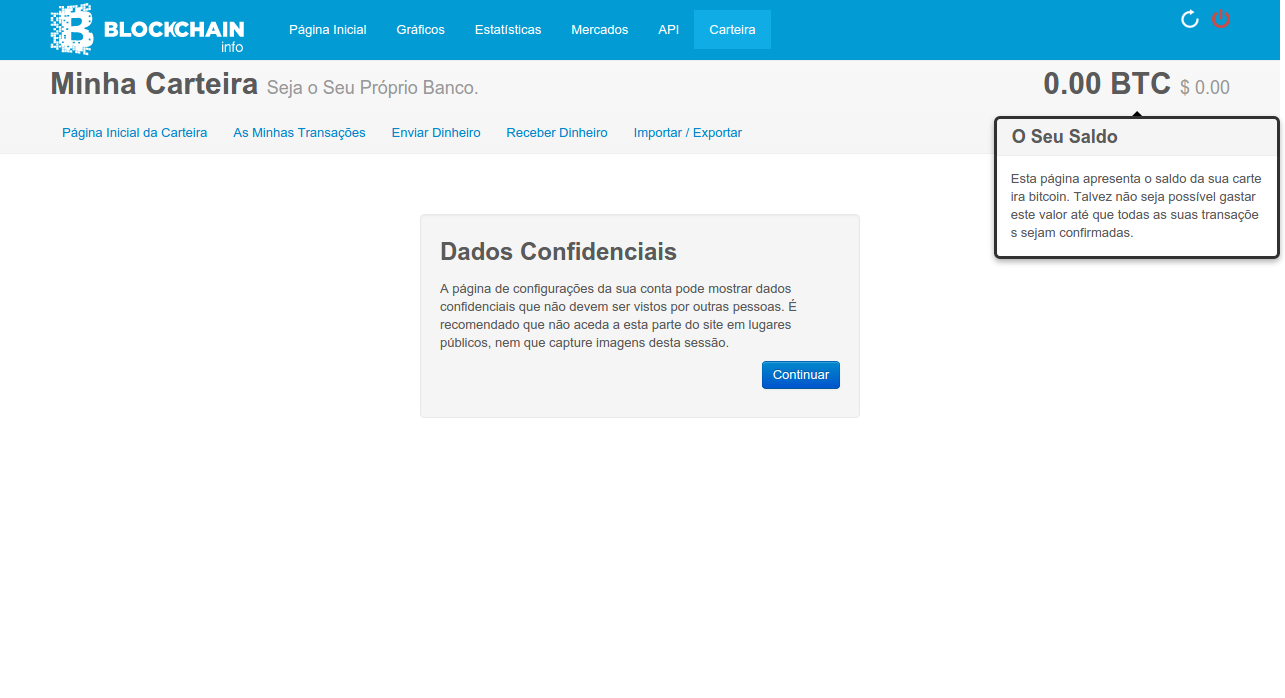 BLOCKCHAIN
info
Página Inicial Gráficos Estatísticas Mercados API Carteira
Minha Carteira Seja o Seu Próprio Banco.
0.00 BTC $ 0.00
Página Inicial da Carteira As Minhas Transações Enviar Dinheiro Receber Dinheiro Importar / Exportar
O Seu Saldo
Esta página apresenta o saldo da sua carte
ira bitcoin. Talvez não seja possível gastar
este valor até que todas as suas transaçõe
s sejam confirmadas.
Dados Confidenciais
A página de configurações da sua conta pode mostrar dados
confidenciais que não devem ser vistos por outras pessoas. É
recomendado que não aceda a esta parte do site em lugares
públicos, nem que capture imagens desta sessão.
Continuar